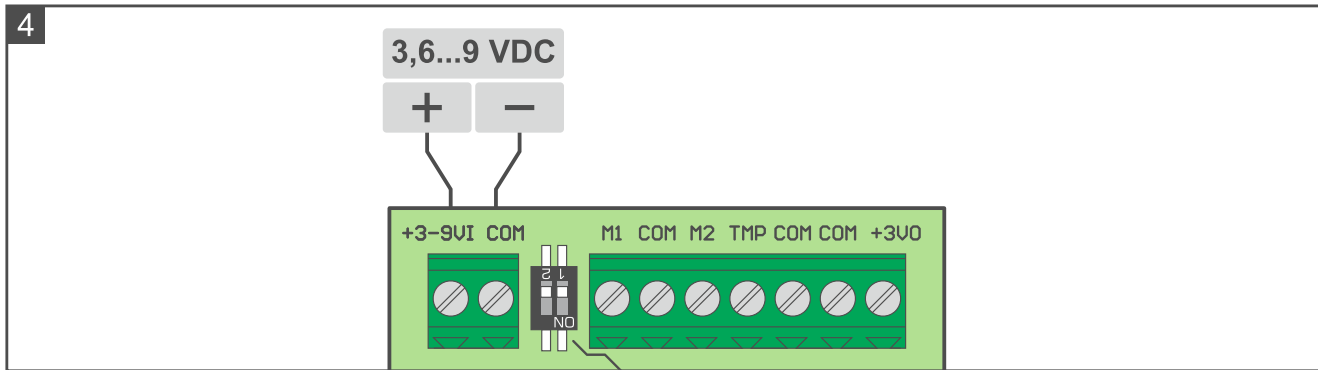 4
3,6...9 VDC
+ −
+3-9VI COM M1 COM M2 TMP COM COM +3VO
2 1
ON